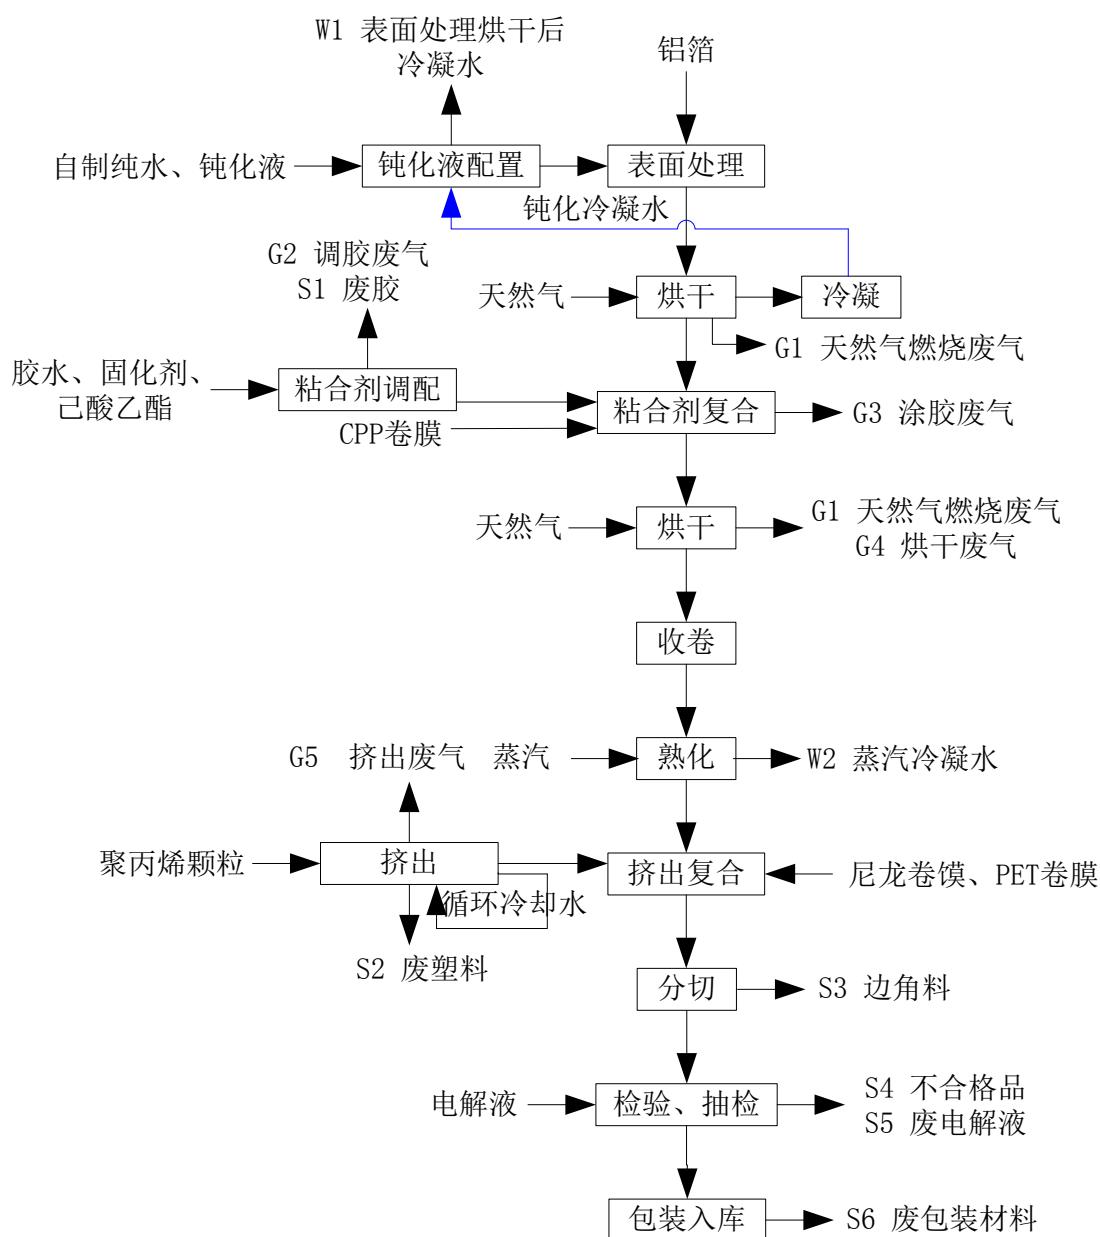 W1 表面处理烘干后
冷凝水
铝箔
自制纯水、钝化液
钝化液配置
表面处理
钝化冷凝水
G2 调胶废气
S1 废胶
天然气
烘干
冷凝
G1 天然气燃烧废气
胶水、固化剂、
己酸乙酯
粘合剂调配
粘合剂复合
G3 涂胶废气
CPP卷膜
天然气
烘干
G1 天然气燃烧废气
G4 烘干废气
收卷
G5 挤出废气
蒸汽
熟化
W2 蒸汽冷凝水
聚丙烯颗粒
挤出
挤出复合
尼龙卷馍、PET卷膜
循环冷却水
S2 废塑料
分切
S3 边角料
电解液
检验、抽检
S4 不合格品
S5 废电解液
包装入库
S6 废包装材料